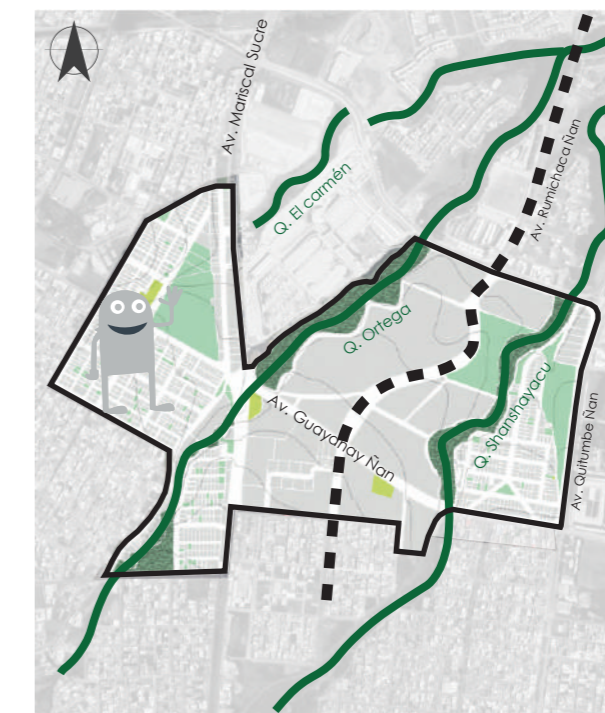 Av. Mariscal Sucre
Q. El carmén
Av. Rumichaca Ñan
Q. Ortega
Av. Guayanay Ñan
Q. Shanshayacu
Av. Quitumbe Ñan